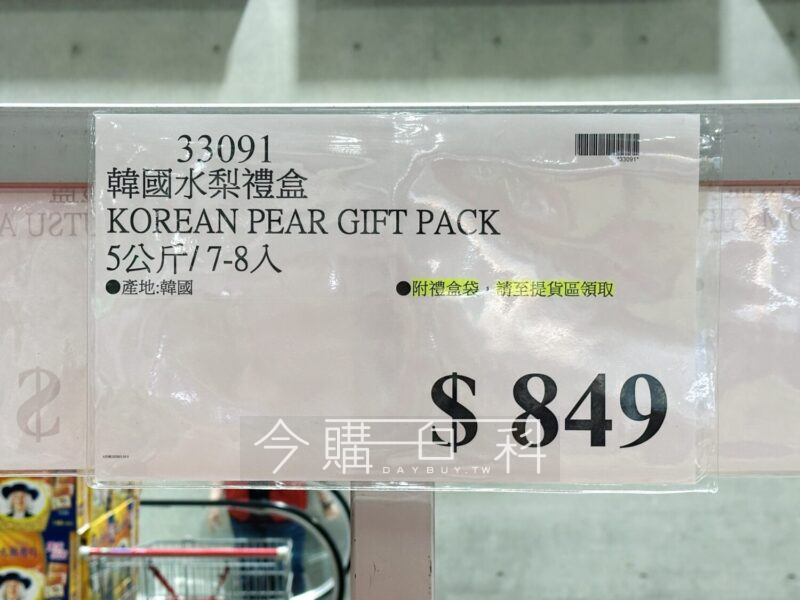 33091
*33091*
韓國水梨禮盒
KOREAN PEAR GIFT PACK
5公斤/ 7-8入
●產地:韓國
●附禮盒袋，請至提貨區領取
$ 849
今購百科
DAYBUY.TW